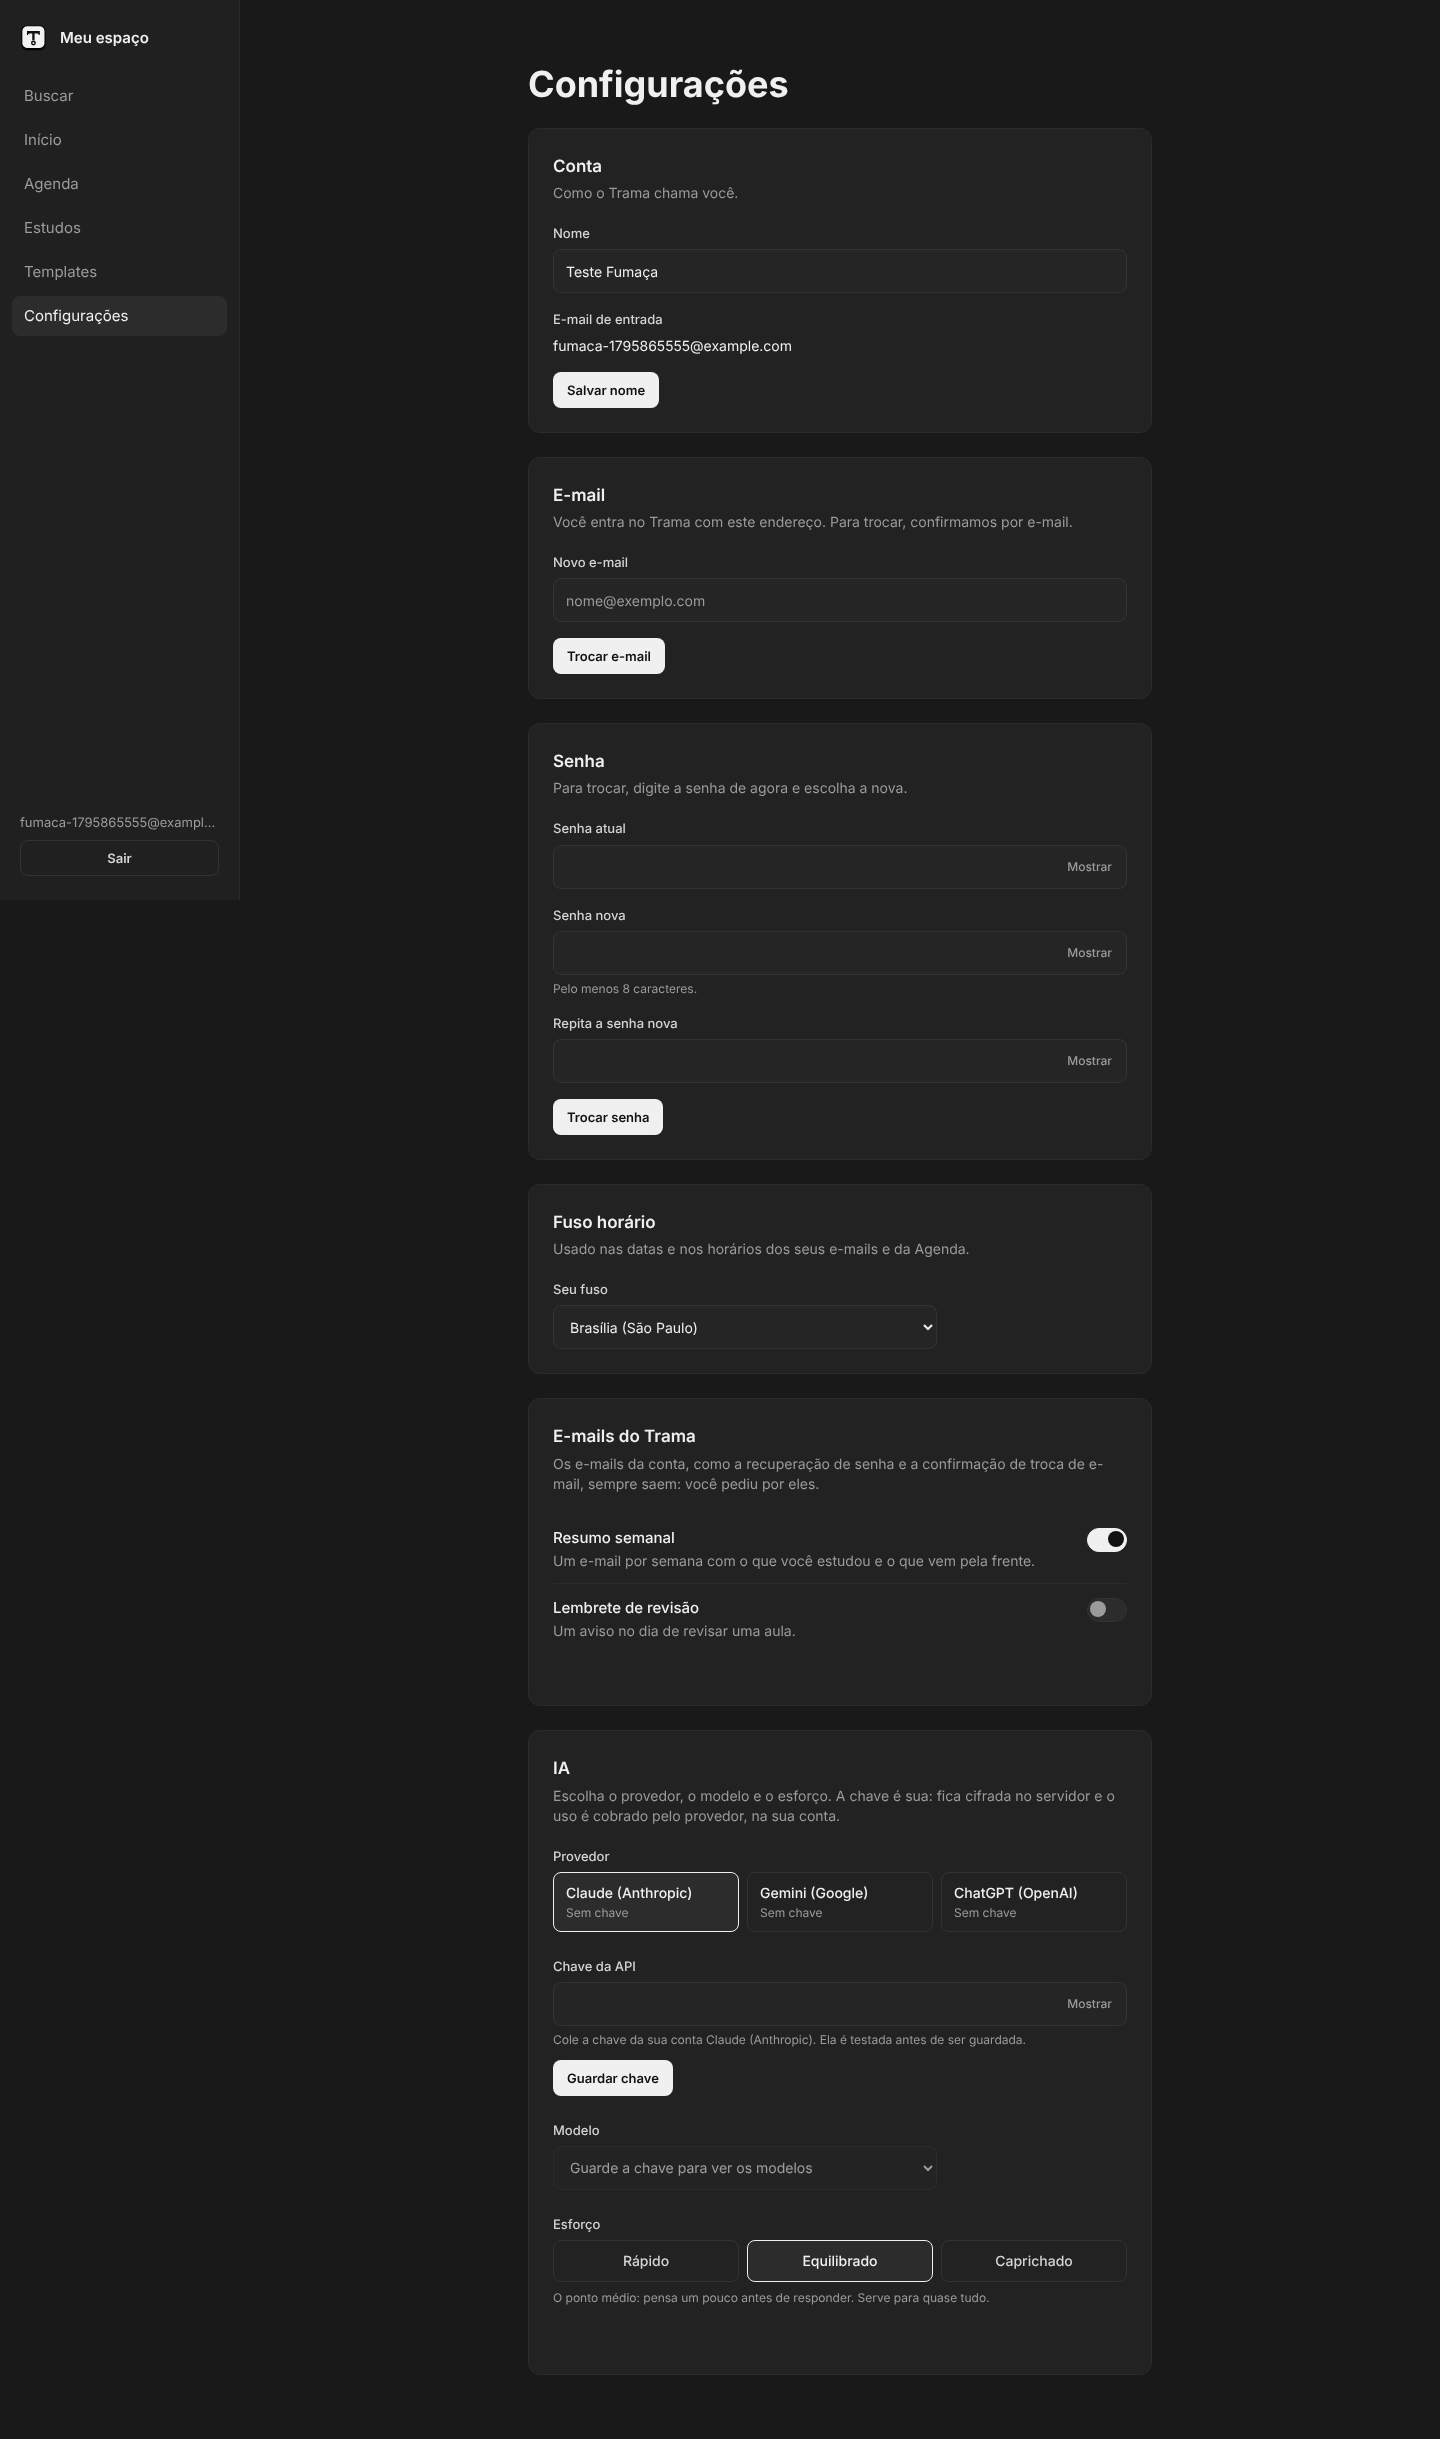 Meu espaço
Buscar
Início
Agenda
Estudos
Templates
Configurações
fumaca-1795865555@exampl...
Sair
Configurações
Conta
Como o Trama chama você.
Nome
Teste Fumaça
E-mail de entrada
fumaca-1795865555@example.com
Salvar nome
E-mail
Você entra no Trama com este endereço. Para trocar, confirmamos por e-mail.
Novo e-mail
nome@exemplo.com
Trocar e-mail
Senha
Para trocar, digite a senha de agora e escolha a nova.
Senha atual
Mostrar
Senha nova
Mostrar
Pelo menos 8 caracteres.
Repita a senha nova
Mostrar
Trocar senha
Fuso horário
Usado nas datas e nos horários dos seus e-mails e da Agenda.
Seu fuso
Brasília (São Paulo)
E-mails do Trama
Os e-mails da conta, como a recuperação de senha e a confirmação de troca de e-
mail, sempre saem: você pediu por eles.
Resumo semanal
Um e-mail por semana com o que você estudou e o que vem pela frente.
Lembrete de revisão
Um aviso no dia de revisar uma aula.
IA
Escolha o provedor, o modelo e o esforço. A chave é sua: fica cifrada no servidor e o
uso é cobrado pelo provedor, na sua conta.
Provedor
Claude (Anthropic)
Sem chave
Gemini (Google)
Sem chave
ChatGPT (OpenAI)
Sem chave
Chave da API
Mostrar
Cole a chave da sua conta Claude (Anthropic). Ela é testada antes de ser guardada.
Guardar chave
Modelo
Guarde a chave para ver os modelos
Esforço
Rápido
Equilibrado
Caprichado
O ponto médio: pensa um pouco antes de responder. Serve para quase tudo.